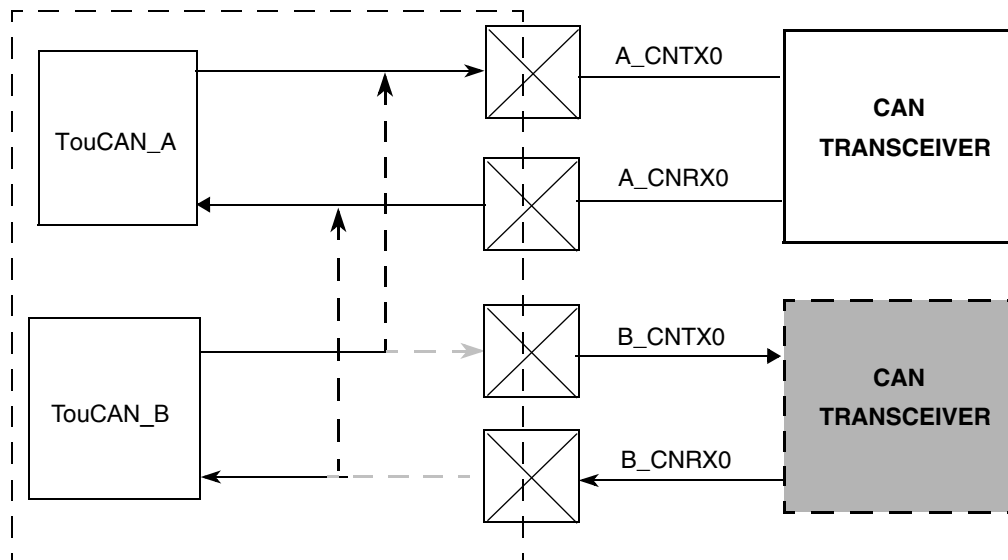 A_CNTX0
CAN
TRANSCEIVER
TouCAN_A
A_CNRX0
B_CNTX0
CAN
TRANSCEIVER
TouCAN_B
B_CNRX0